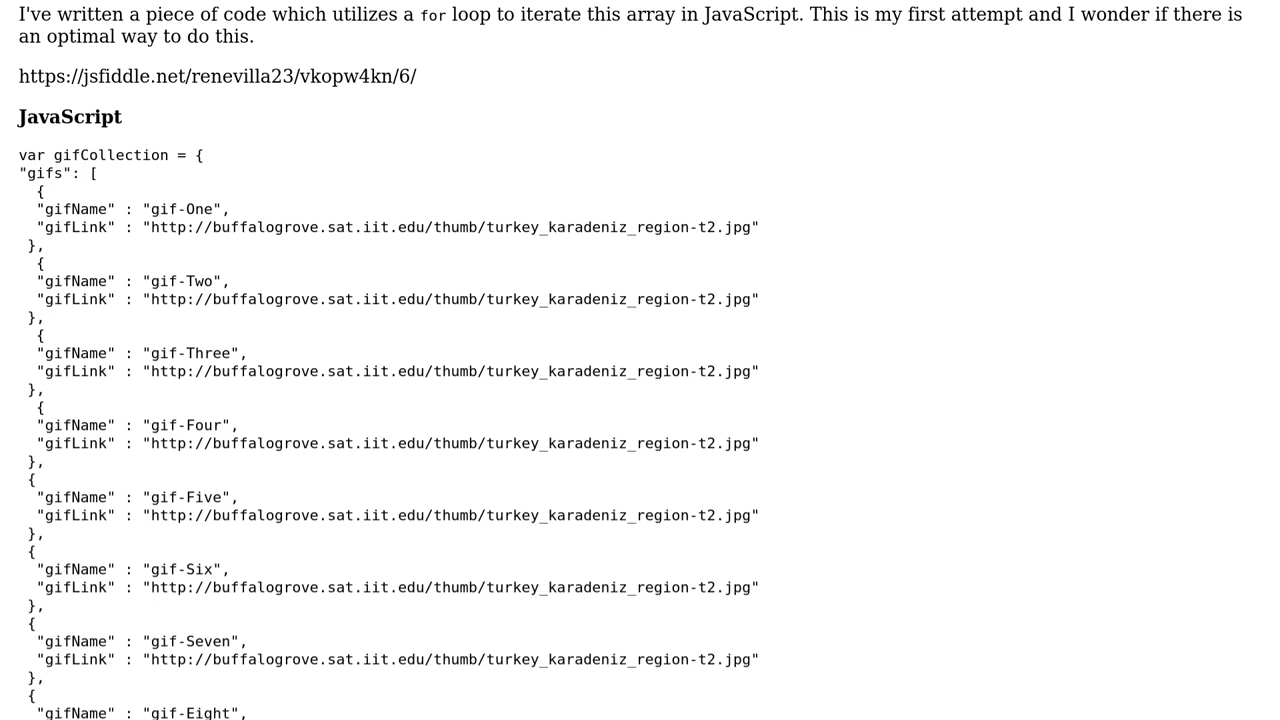 I've written a piece of code which utilizes a for loop to iterate this array in JavaScript. This is my first attempt and I wonder if there is
an optimal way to do this.
https://jsfiddle.net/renevilla23/vkopw4kn/6/
JavaScript
var gifCollection = {
"gifs": [
  {
  "gifName" : "gif-One",
  "gifLink" : "http://buffalogrove.sat.iit.edu/thumb/turkey_karadeniz_region-t2.jpg"
 },
  {
  "gifName" : "gif-Two",
  "gifLink" : "http://buffalogrove.sat.iit.edu/thumb/turkey_karadeniz_region-t2.jpg"
 },
  {
  "gifName" : "gif-Three",
  "gifLink" : "http://buffalogrove.sat.iit.edu/thumb/turkey_karadeniz_region-t2.jpg"
 },
  {
  "gifName" : "gif-Four",
  "gifLink" : "http://buffalogrove.sat.iit.edu/thumb/turkey_karadeniz_region-t2.jpg"
 },
 {
  "gifName" : "gif-Five",
  "gifLink" : "http://buffalogrove.sat.iit.edu/thumb/turkey_karadeniz_region-t2.jpg"
 },
 {
  "gifName" : "gif-Six",
  "gifLink" : "http://buffalogrove.sat.iit.edu/thumb/turkey_karadeniz_region-t2.jpg"
 },
 {
  "gifName" : "gif-Seven",
  "gifLink" : "http://buffalogrove.sat.iit.edu/thumb/turkey_karadeniz_region-t2.jpg"
 },
 {
  "gifName" : "gif-Eight",